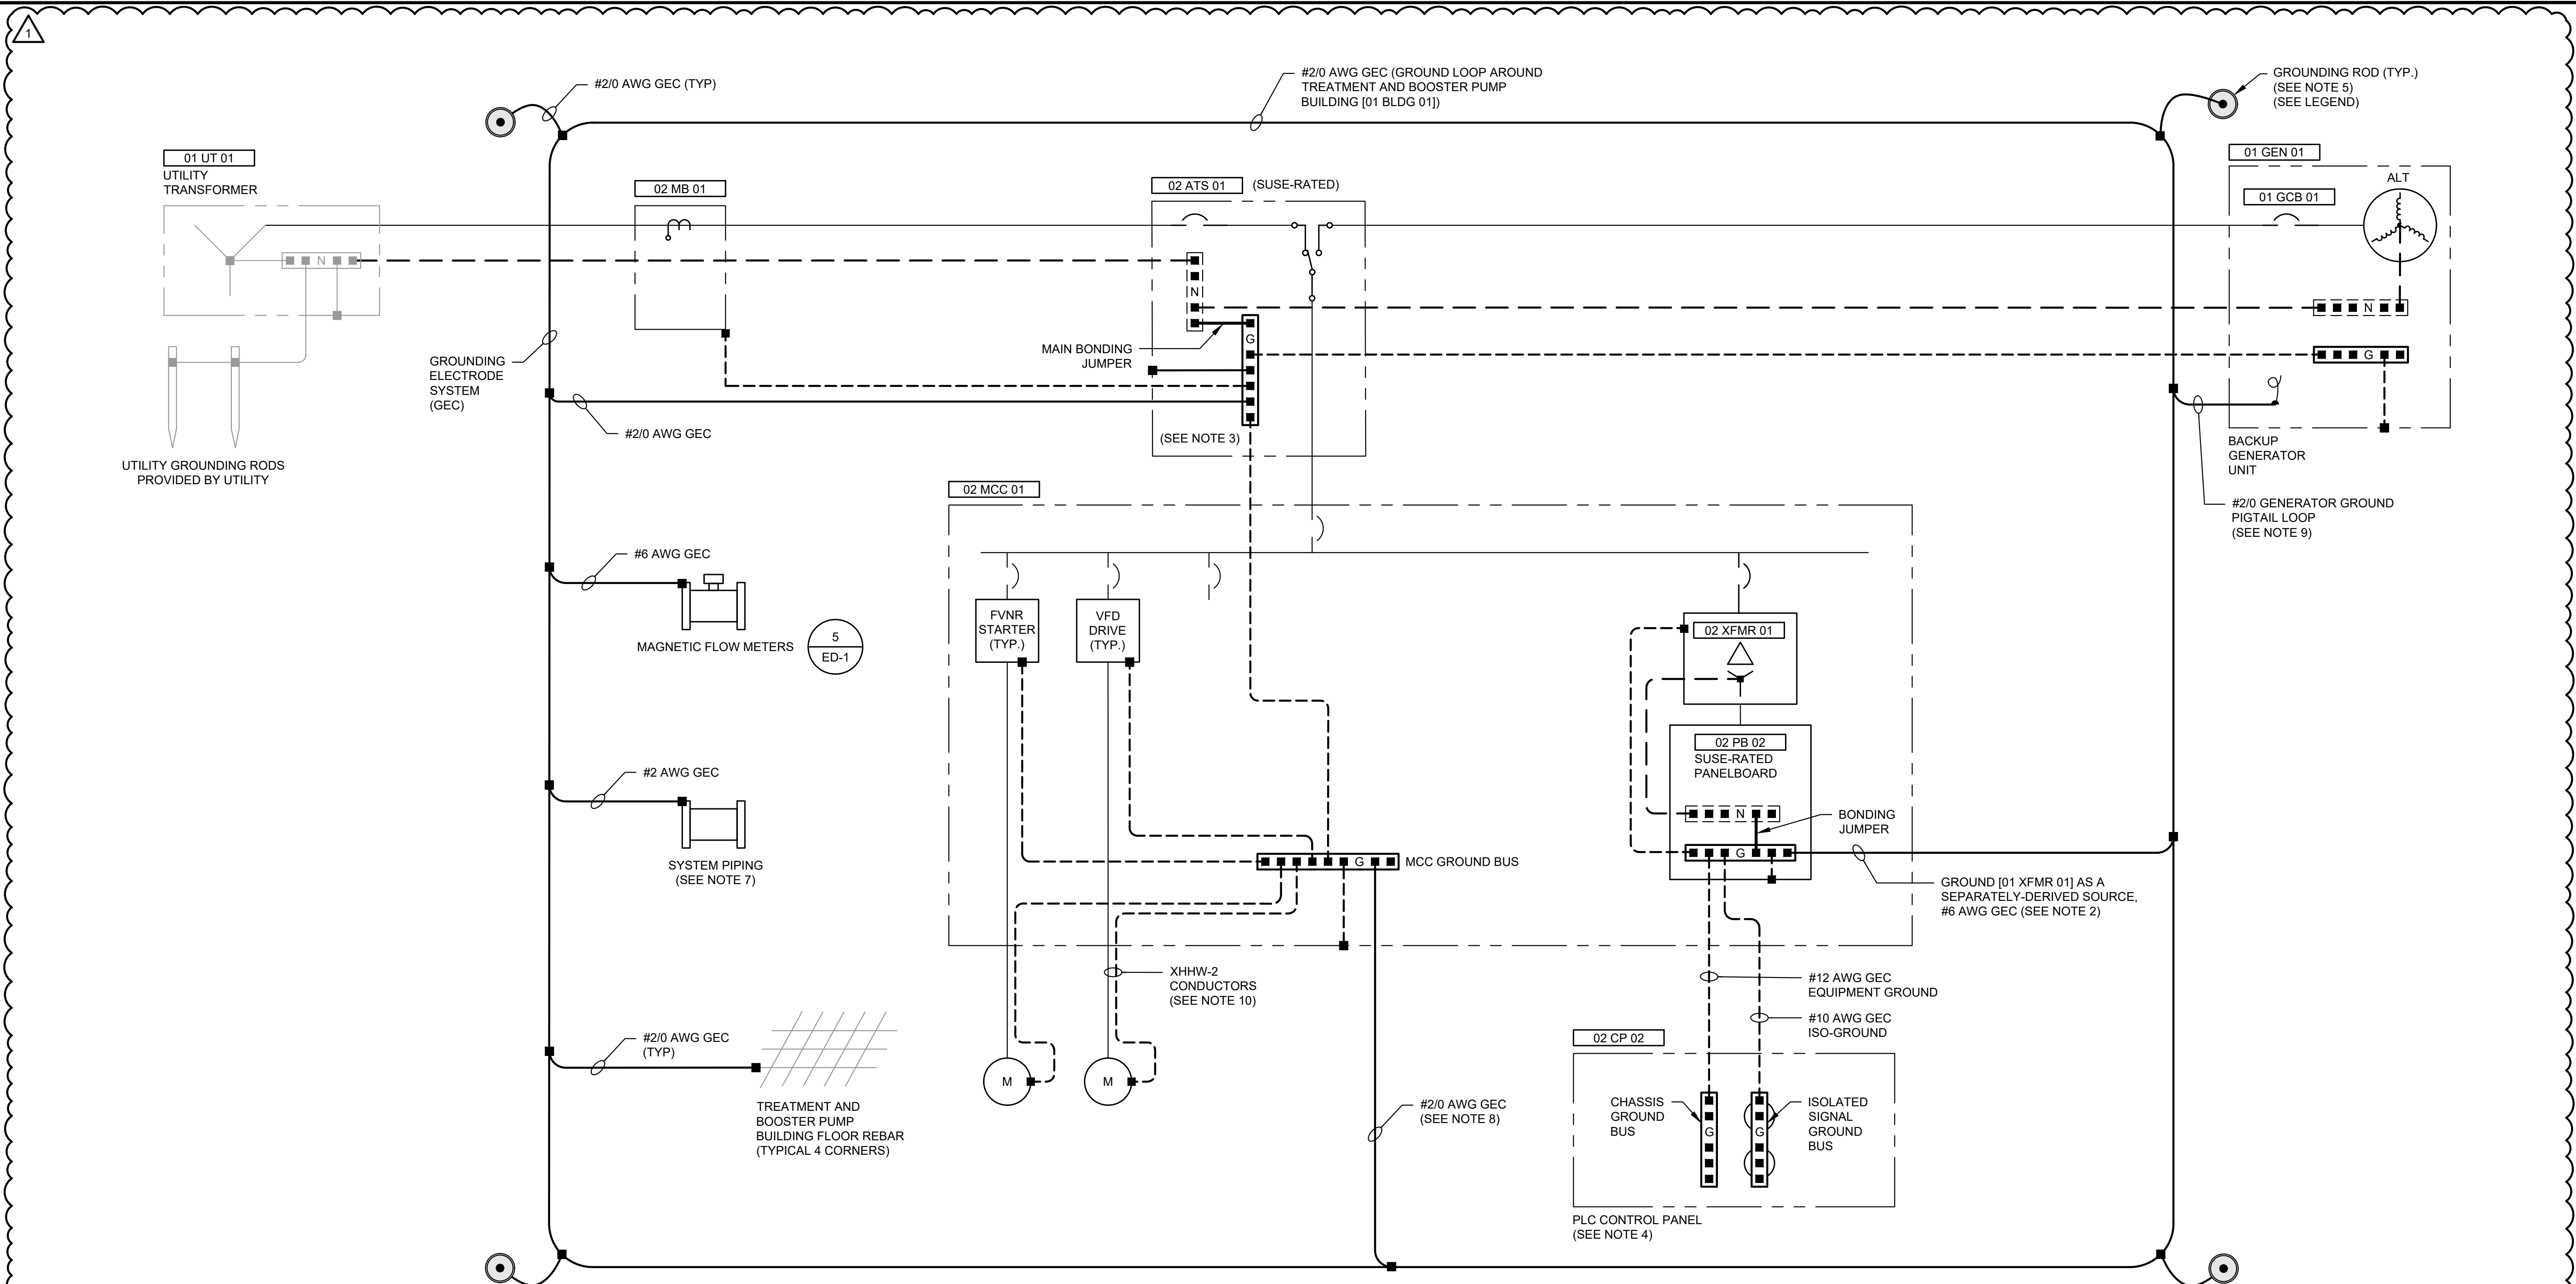 1
#2/0 AWG GEC (TYP)
#2/0 AWG GEC (GROUND LOOP AROUND
TREATMENT AND BOOSTER PUMP
BUILDING [01 BLDG 01])
GROUNDING ROD (TYP.)
(SEE NOTE 5)
(SEE LEGEND)
01 UT 01
UTILITY
TRANSFORMER
N
UTILITY GROUNDING RODS
PROVIDED BY UTILITY
GROUNDING
ELECTRODE
SYSTEM
(GEC)
02 MB 01
#2/0 AWG GEC
02 ATS 01
(SUSE-RATED)
N
G
MAIN BONDING
JUMPER
(SEE NOTE 3)
01 GEN 01
01 GCB 01
ALT
N
G
BACKUP
GENERATOR
UNIT
#2/0 GENERATOR GROUND
PIGTAIL LOOP
(SEE NOTE 9)
02 MCC 01
#6 AWG GEC
MAGNETIC FLOW METERS
5
ED-1
FVNR
STARTER
(TYP.)
VFD
DRIVE
(TYP.)
02 XFMR 01
02 PB 02
SUSE-RATED
PANELBOARD
N
G
BONDING
JUMPER
#2 AWG GEC
SYSTEM PIPING
(SEE NOTE 7)
G
MCC GROUND BUS
GROUND [01 XFMR 01] AS A
SEPARATELY-DERIVED SOURCE,
#6 AWG GEC (SEE NOTE 2)
XHHW-2
CONDUCTORS
(SEE NOTE 10)
#12 AWG GEC
EQUIPMENT GROUND
#10 AWG GEC
ISO-GROUND
#2/0 AWG GEC
(TYP)
TREATMENT AND
BOOSTER PUMP
BUILDING FLOOR REBAR
(TYPICAL 4 CORNERS)
M
M
#2/0 AWG GEC
(SEE NOTE 8)
02 CP 02
CHASSIS
GROUND
BUS
G
G
ISOLATED
SIGNAL
GROUND
BUS
PLC CONTROL PANEL
(SEE NOTE 4)